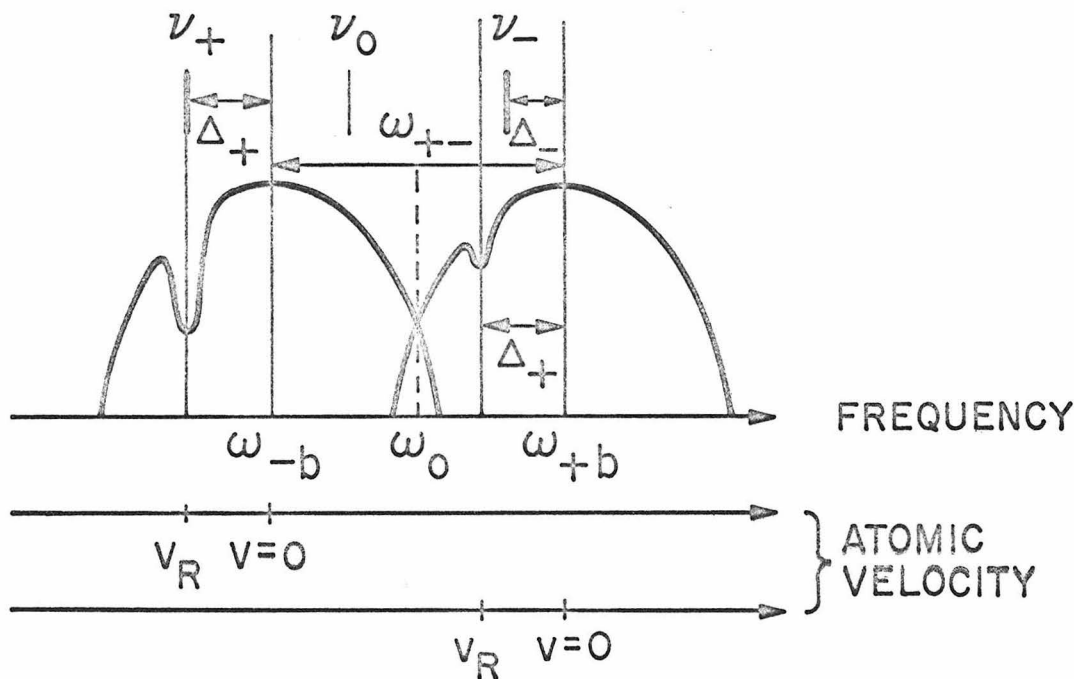 ν₊ ν₀ ν₋
Δ₊ ω₊₋ Δ₋
Δ₊
ω₋b ω₀ ω₊b FREQUENCY
vR v=0
ATOMIC
VELOCITY
vR v=0